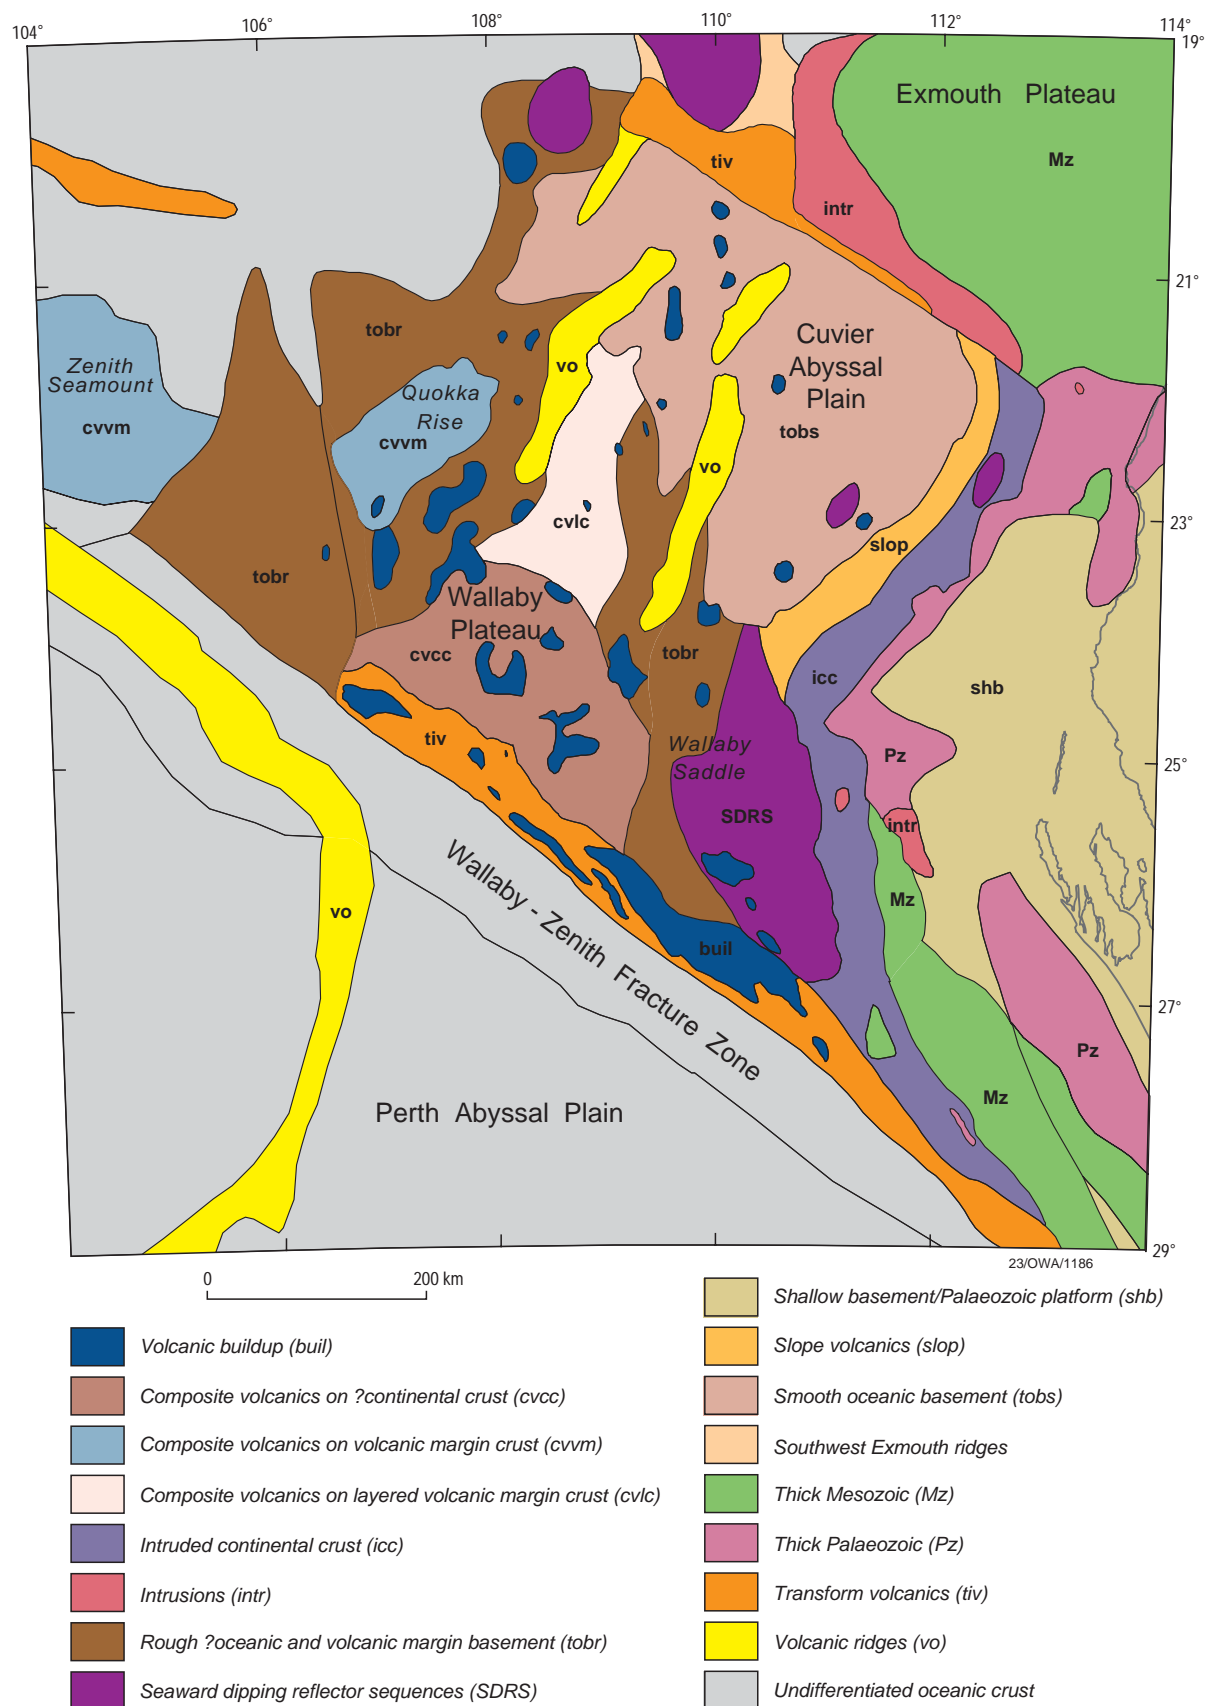 104°
106°
108°
110°
112°
114°
19°
Exmouth Plateau
Mz
tiv
intr
21°
tobr
Cuvier
Abyssal
Plain
tobs
Zenith
Seamount
cvvm
vo
Quokka
Rise
cvvm
vo
cvlc
23°
slop
tobr
Wallaby
Plateau
cvcc
tobr
icc
shb
tiv
Wallaby
Saddle
Pz
25°
SDRS
intr
Wallaby - Zenith Fracture Zone
Mz
vo
buil
27°
Pz
Mz
Perth Abyssal Plain
29°
23/OWA/1186
0 200 km
Volcanic buildup (buil)
Composite volcanics on ?continental crust (cvcc)
Composite volcanics on volcanic margin crust (cvvm)
Composite volcanics on layered volcanic margin crust (cvlc)
Intruded continental crust (icc)
Intrusions (intr)
Rough ?oceanic and volcanic margin basement (tobr)
Seaward dipping reflector sequences (SDRS)
Shallow basement/Palaeozoic platform (shb)
Slope volcanics (slop)
Smooth oceanic basement (tobs)
Southwest Exmouth ridges
Thick Mesozoic (Mz)
Thick Palaeozoic (Pz)
Transform volcanics (tiv)
Volcanic ridges (vo)
Undifferentiated oceanic crust